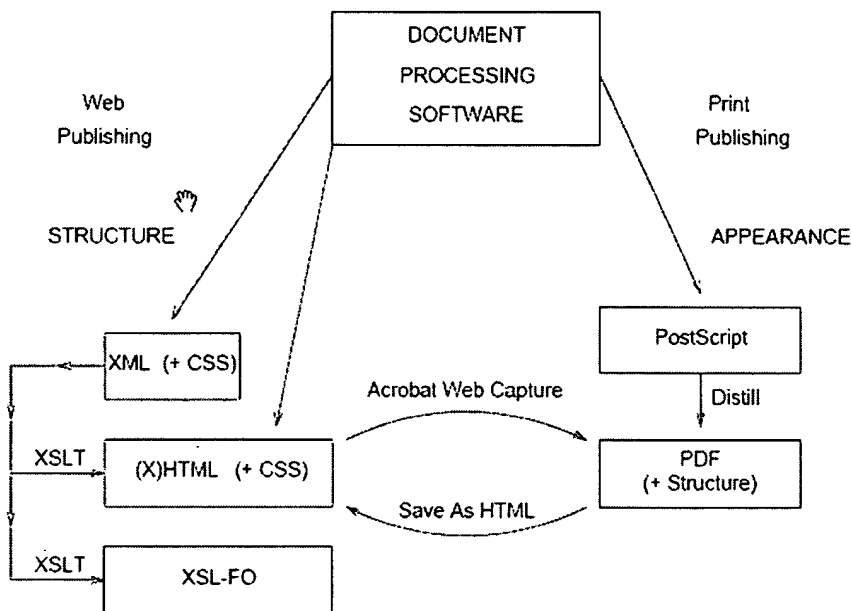 DOCUMENT
PROCESSING
SOFTWARE
Web
Publishing
Print
Publishing
STRUCTURE
APPEARANCE
XML (+ CSS)
PostScript
Acrobat Web Capture
Distill
XSLT
(X)HTML (+ CSS)
PDF
(+ Structure)
Save As HTML
XSLT
XSL-FO